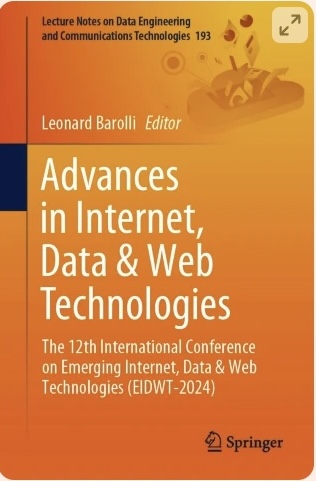 Lecture Notes on Data Engineering
and Communications Technologies 193
Leonard Barolli Editor
Advances
in Internet,
Data & Web
Technologies
The 12th International Conference
on Emerging Internet, Data & Web
Technologies (EIDWT-2024)
Springer